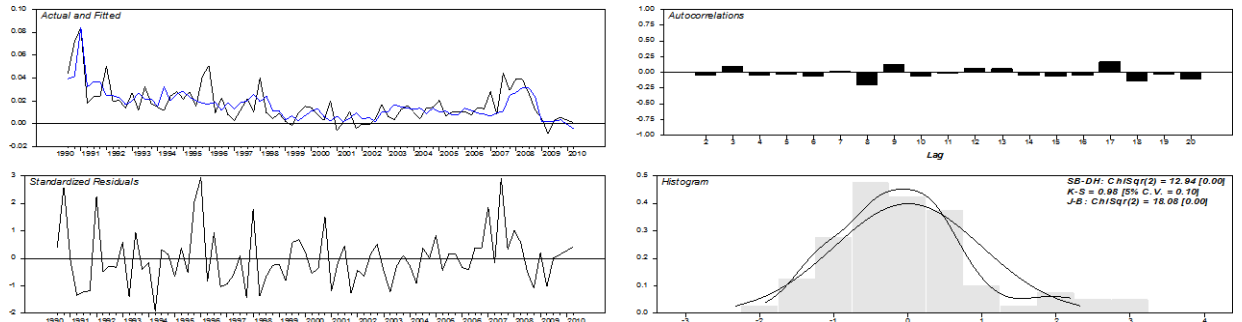 Actual and Fitted
0.10
0.08
0.06
0.04
0.02
0.00
-0.02
1990 1991 1992 1993 1994 1995 1996 1997 1998 1999 2000 2001 2002 2003 2004 2005 2006 2007 2008 2009 2010
Autocorrelations
1.00
0.75
0.50
0.25
0.00
-0.25
-0.50
-0.75
-1.00
2 3 4 5 6 7 8 9 10 11 12 13 14 15 16 17 18 19 20
Lag
Standardized Residuals
3
2
1
0
-1
-2
1990 1991 1992 1993 1994 1995 1996 1997 1998 1999 2000 2001 2002 2003 2004 2005 2006 2007 2008 2009 2010
Histogram
SB-DH: ChiSqr(2) = 12.94 [0.00]
K-S = 0.98 [5% C.V. = 0.10]
J-B: ChiSqr(2) = 18.08 [0.00]
0.5
0.4
0.3
0.2
0.1
0.0
-3 -2 -1 0 1 2 3 4